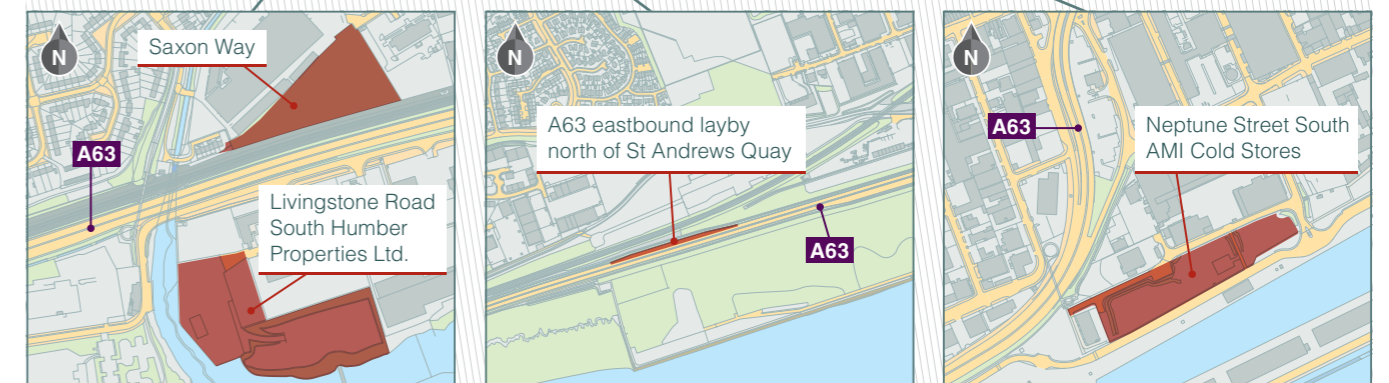 N
Saxon Way
A63
Livingstone Road
South Humber
Properties Ltd.
N
A63 eastbound layby
north of St Andrews Quay
A63
N
A63
Neptune Street South
AMI Cold Stores